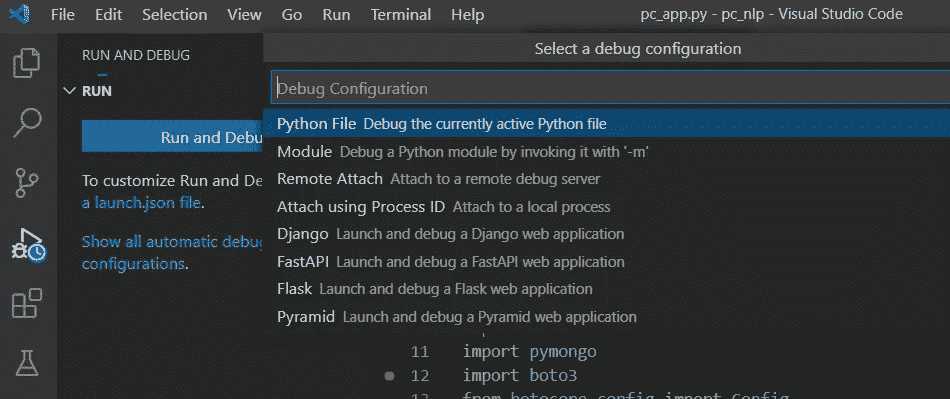 File Edit Selection View Go Run Terminal Help pc_app.py - pc_nlp - Visual Studio Code
RUN AND DEBUG
Select a debug configuration
RUN
Debug Configuration
Python File Debug the currently active Python file
Run and Debu
Module Debug a Python module by invoking it with '-m'
To customize Run and De
Remote Attach Attach to a remote debug server
a launch.json file.
Attach using Process ID Attach to a local process
Show all automatic debug
Django Launch and debug a Django web application
configurations.
FastAPI Launch and debug a FastAPI web application
Flask Launch and debug a Flask web application
Pyramid Launch and debug a Pyramid web application
11 import pymongo
12 import boto3
13 from botocore.config import Config